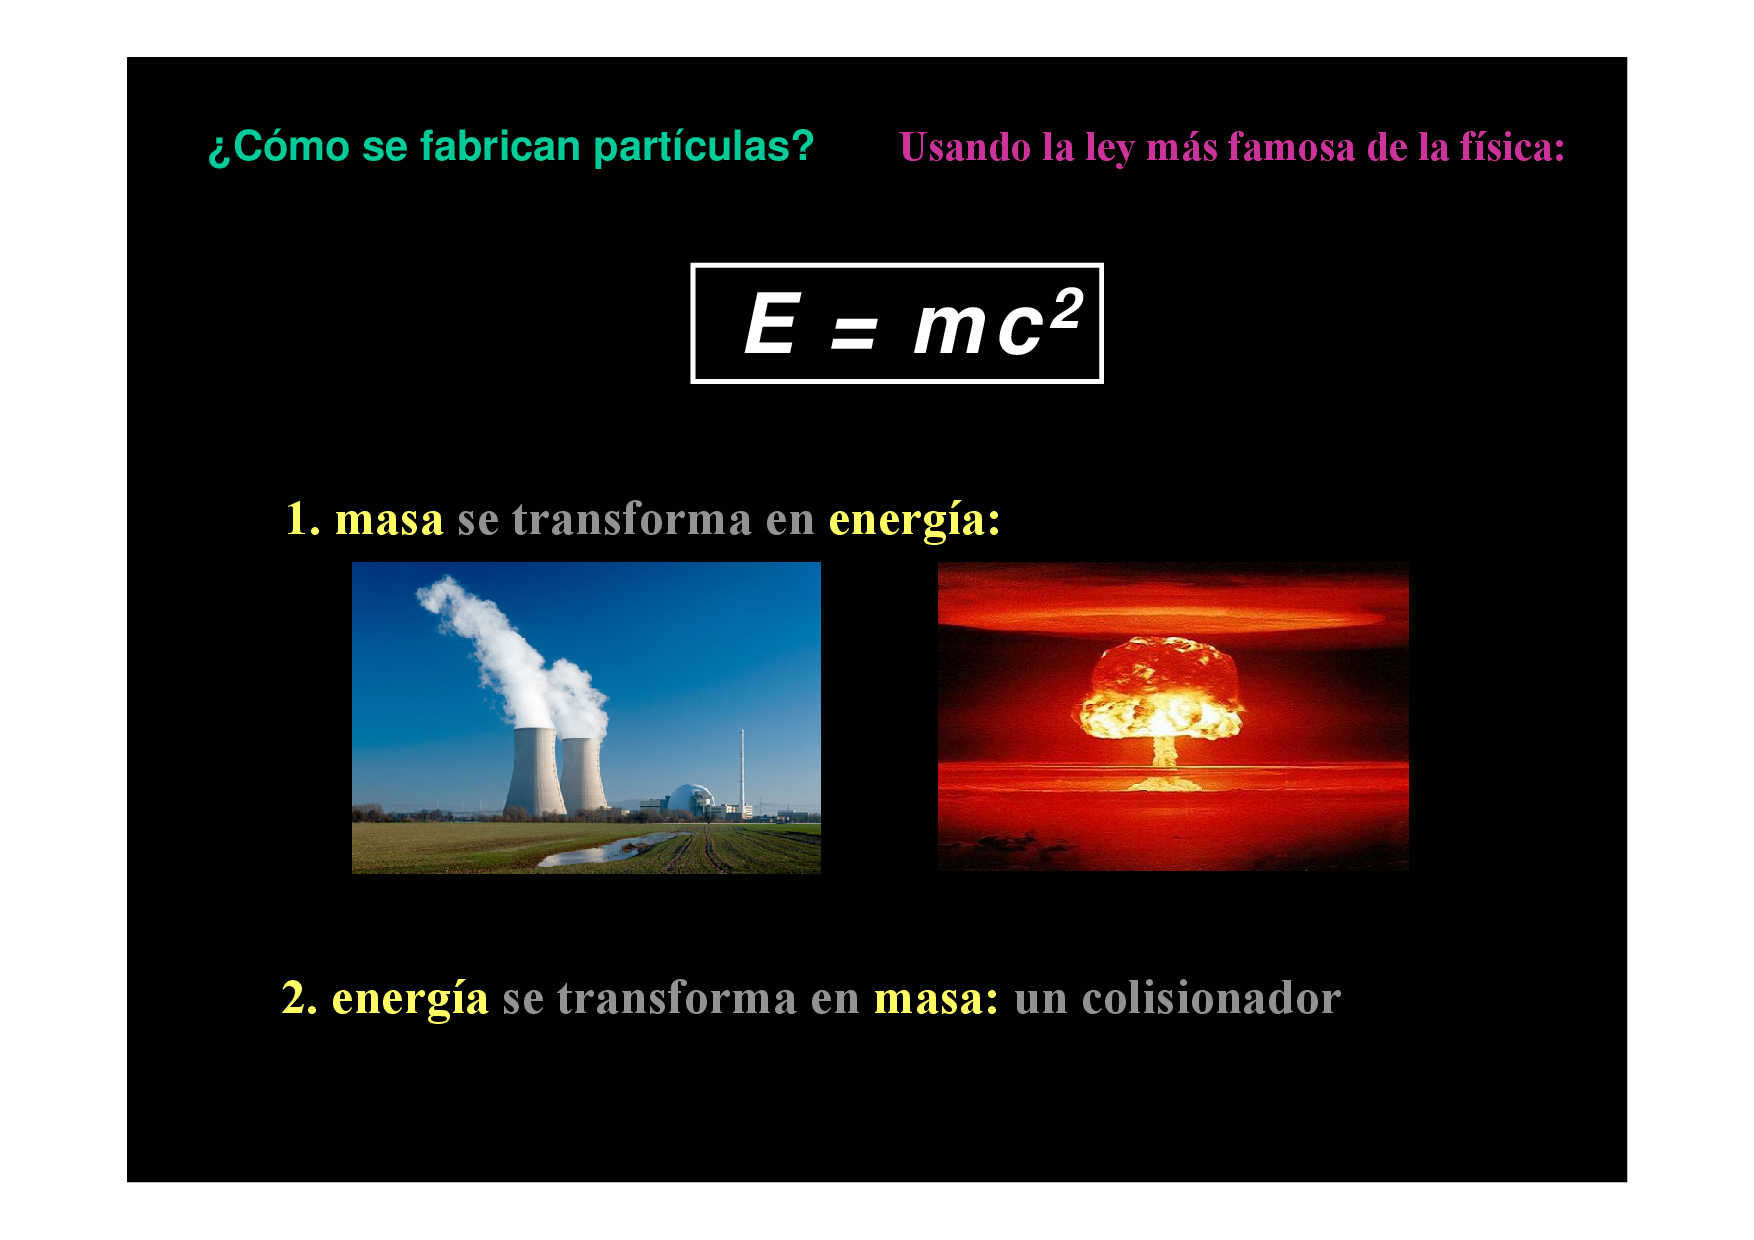 ¿Cómo se fabrican partículas? Usando la ley más famosa de la física:
E = mc²
1. masa se transforma en energía:
2. energía se transforma en masa: un colisionador